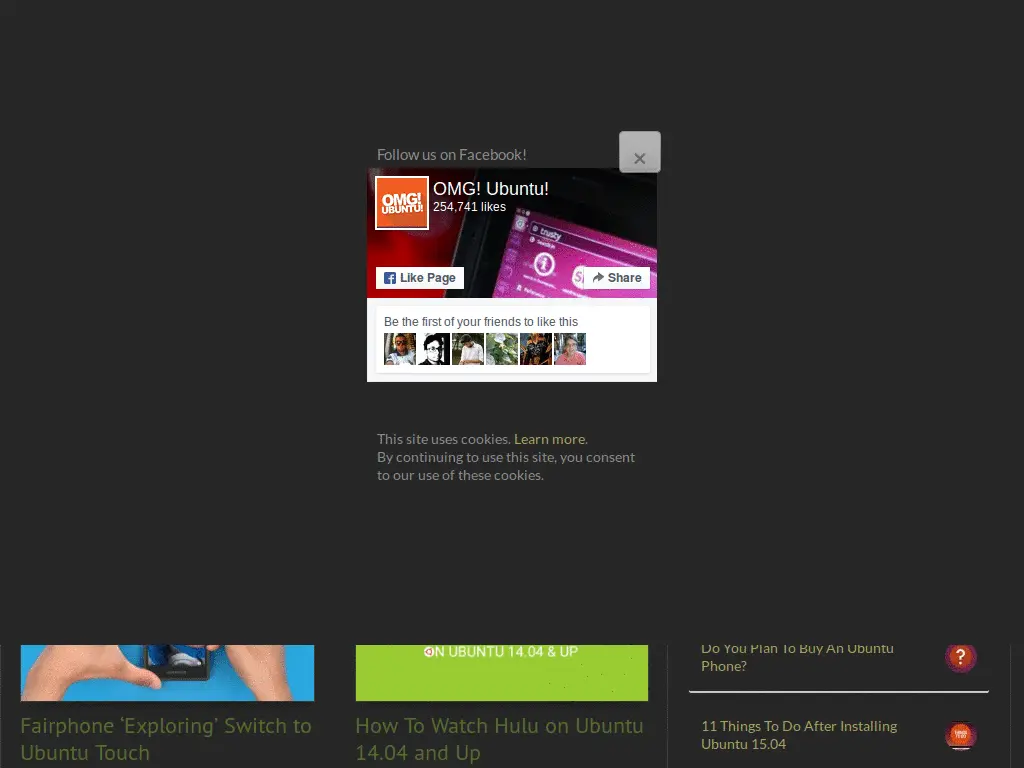 Follow us on Facebook!
×
OMG! UBUNTU!
OMG! Ubuntu!
254,741 likes
trusty
Like Page
Share
Be the first of your friends to like this
This site uses cookies. Learn more.
By continuing to use this site, you consent
to our use of these cookies.
ON UBUNTU 14.04 & UP
Do You Plan To Buy An Ubuntu
Phone?
?
Fairphone ‘Exploring’ Switch to
Ubuntu Touch
How To Watch Hulu on Ubuntu
14.04 and Up
11 Things To Do After Installing
Ubuntu 15.04